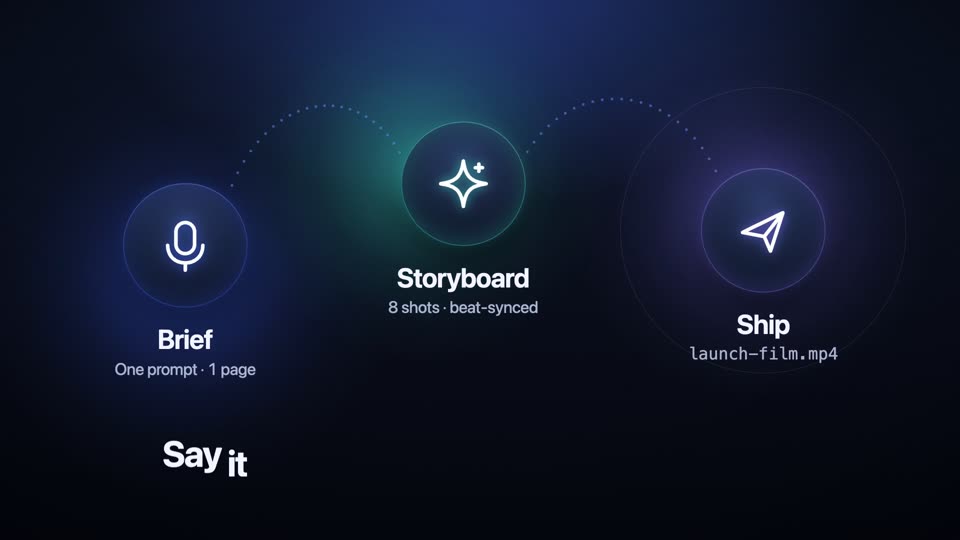 Brief
One prompt · 1 page
Storyboard
8 shots · beat-synced
Ship
launch-film.mp4
Say it